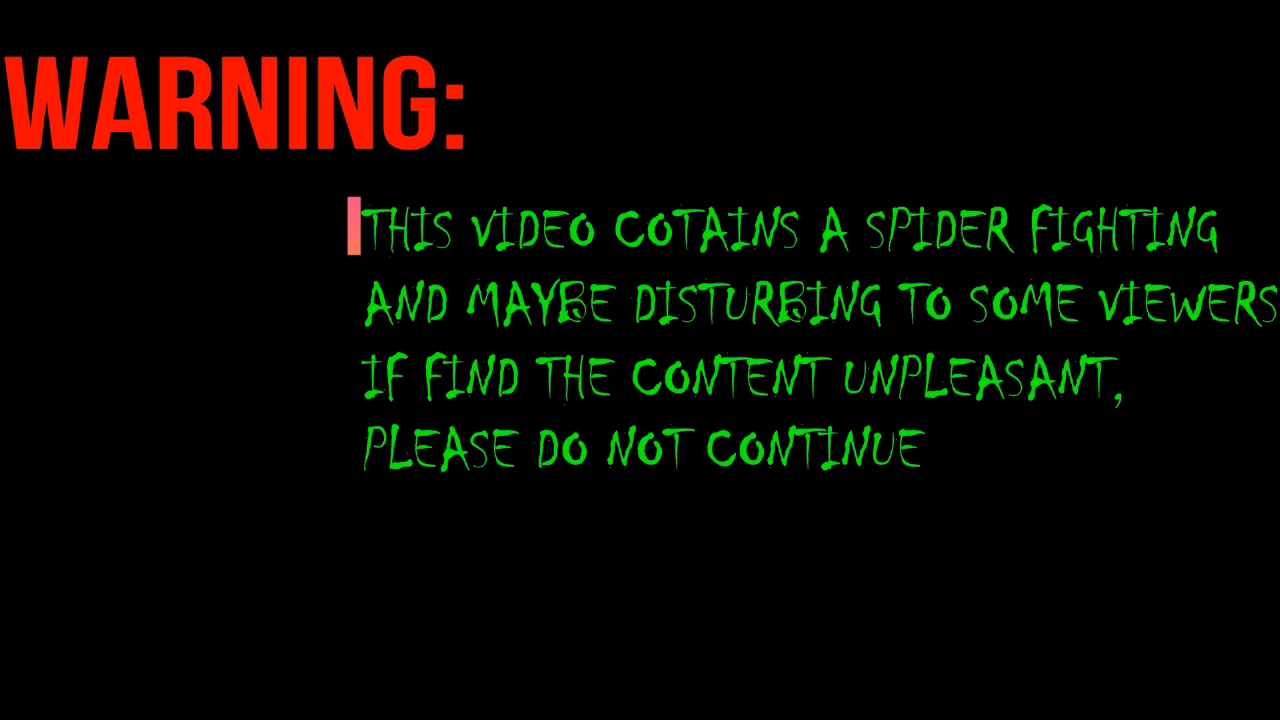 WARNING:
THIS VIDEO COTAINS A SPIDER FIGHTING
AND MAYBE DISTURBING TO SOME VIEWERS
IF FIND THE CONTENT UNPLEASANT,
PLEASE DO NOT CONTINUE